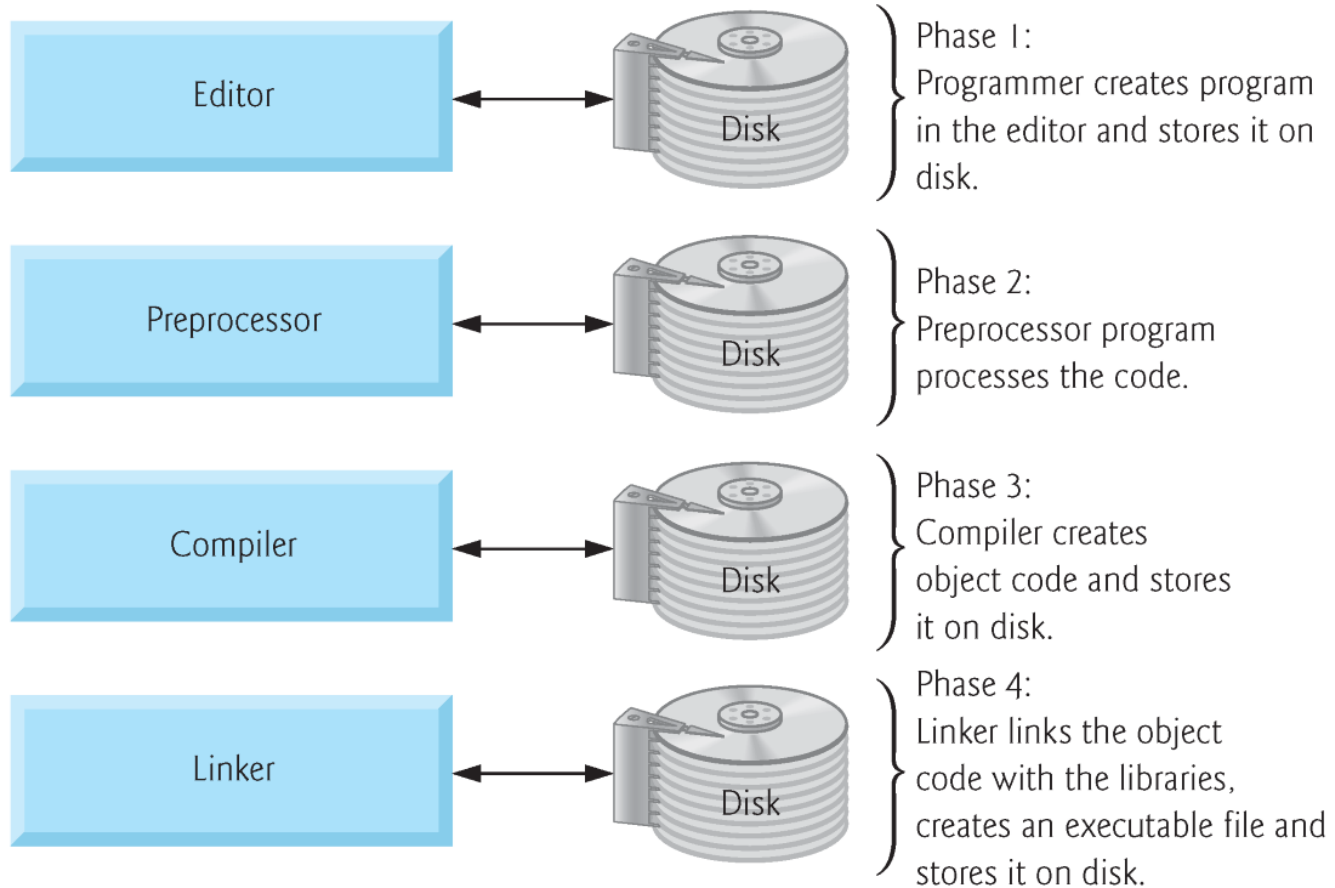 Editor
Disk
Phase 1:
Programmer creates program
in the editor and stores it on
disk.
Preprocessor
Disk
Phase 2:
Preprocessor program
processes the code.
Compiler
Disk
Phase 3:
Compiler creates
object code and stores
it on disk.
Linker
Disk
Phase 4:
Linker links the object
code with the libraries,
creates an executable file and
stores it on disk.